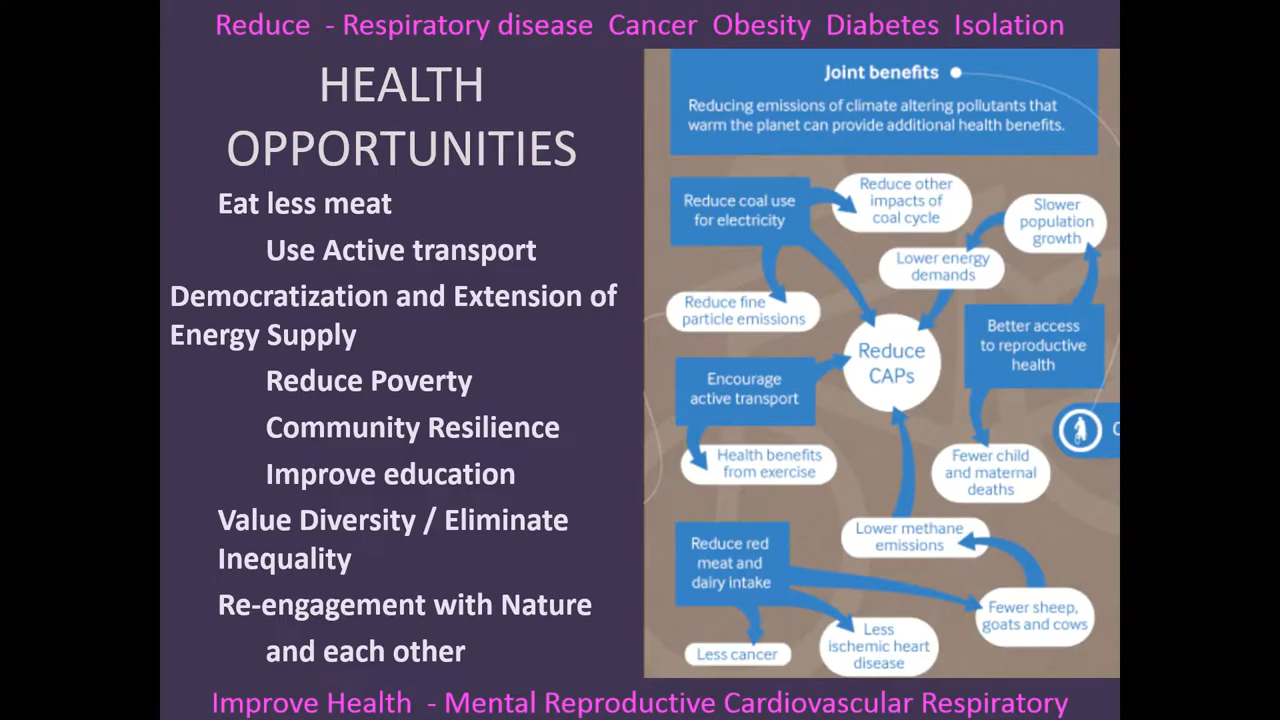 Reduce - Respiratory disease Cancer Obesity Diabetes Isolation
HEALTH
OPPORTUNITIES
Eat less meat
Use Active transport
Democratization and Extension of
Energy Supply
Reduce Poverty
Community Resilience
Improve education
Value Diversity / Eliminate
Inequality
Re-engagement with Nature
and each other
Joint benefits
Reducing emissions of climate altering pollutants that
warm the planet can provide additional health benefits.
Reduce coal use
for electricity
Reduce other
impacts of
coal cycle
Slower
population
growth
Lower energy
demands
Reduce fine
particle emissions
Reduce
CAPs
Better access
to reproductive
health
Encourage
active transport
Health benefits
from exercise
Fewer child
and maternal
deaths
Lower methane
emissions
Reduce red
meat and
dairy intake
Fewer sheep,
goats and cows
Less cancer
Less
ischemic heart
disease
Improve Health - Mental Reproductive Cardiovascular Respiratory